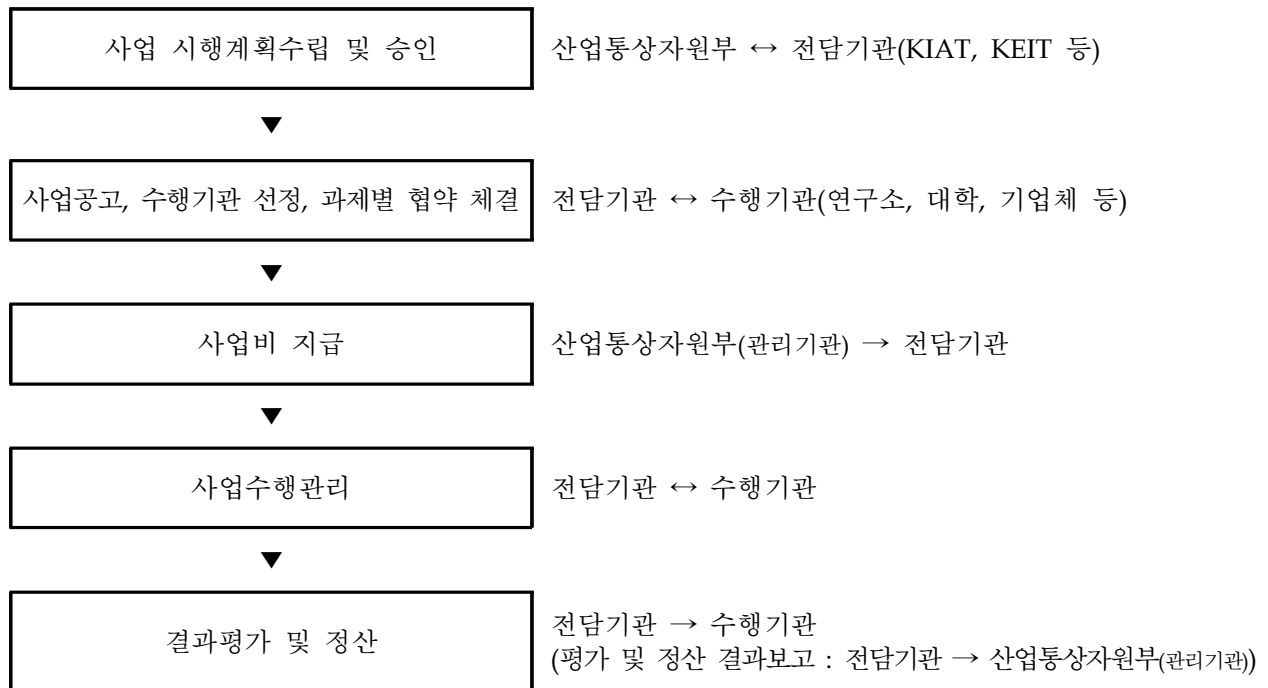 사업 시행계획수립 및 승인
산업통상자원부 ↔ 전담기관(KIAT, KEIT 등)
▼
사업공고, 수행기관 선정, 과제별 협약 체결
전담기관 ↔ 수행기관(연구소, 대학, 기업체 등)
▼
사업비 지급
산업통상자원부(관리기관) → 전담기관
▼
사업수행관리
전담기관 ↔ 수행기관
▼
결과평가 및 정산
전담기관 → 수행기관
(평가 및 정산 결과보고 : 전담기관 → 산업통상자원부(관리기관))